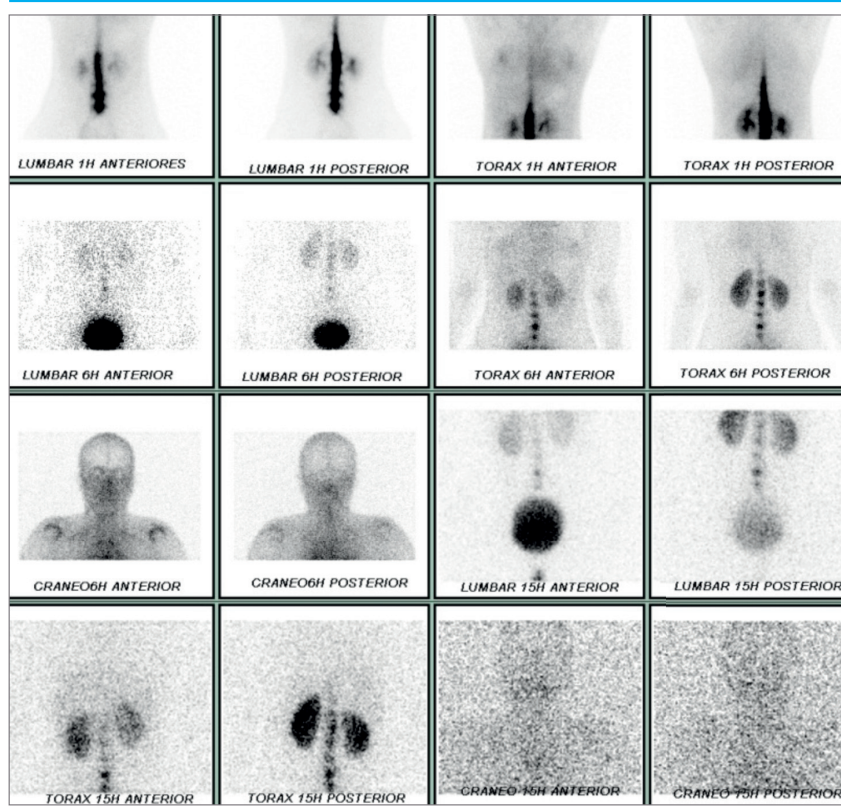 LUMBAR 1H ANTERIORES
LUMBAR 1H POSTERIOR
TORAX 1H ANTERIOR
TORAX 1H POSTERIOR
LUMBAR 6H ANTERIOR
LUMBAR 6H POSTERIOR
TORAX 6H ANTERIOR
TORAX 6H POSTERIOR
CRANEO6H ANTERIOR
CRANEO6H POSTERIOR
LUMBAR 15H ANTERIOR
LUMBAR 15H POSTERIOR
TORAX 15H ANTERIOR
TORAX 15H POSTERIOR
CRANEO 15H ANTERIOR
CRANEO 15H POSTERIOR